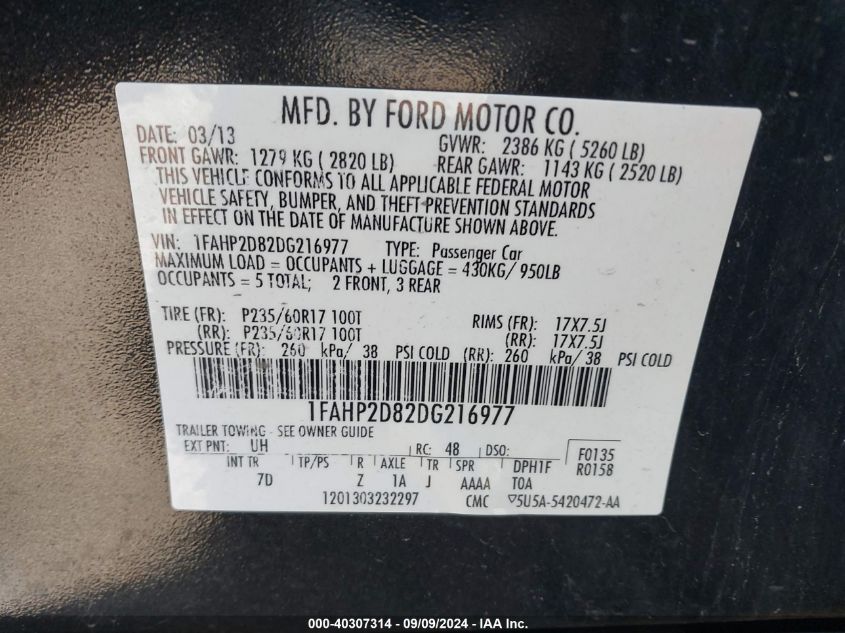 MFD. BY FORD MOTOR CO.
DATE: 03/13 GVWR: 2386 KG ( 5260 LB)
FRONT GAWR: 1279 KG ( 2820 LB) REAR GAWR: 1143 KG ( 2520 LB)
THIS VEHICLE CONFORMS TO ALL APPLICABLE FEDERAL MOTOR
VEHICLE SAFETY, BUMPER, AND THEFT PREVENTION STANDARDS
IN EFFECT ON THE DATE OF MANUFACTURE SHOWN ABOVE.
VIN: 1FAHP2D82DG216977 TYPE: Passenger Car
MAXIMUM LOAD = OCCUPANTS + LUGGAGE = 430KG/ 950LB
OCCUPANTS = 5 TOTAL; 2 FRONT, 3 REAR
TIRE (FR): P235/60R17 100T RIMS (FR): 17X7.5J
(RR): P235/60R17 100T (RR): 17X7.5J
PRESSURE (FR): 260 kPa/ 38 PSI COLD (RR): 260 kPa/ 38 PSI COLD
1FAHP2D82DG216977
TRAILER TOWING - SEE OWNER GUIDE
EXT PNT: UH RC: 48 DSO: F0135
INT TR TP/PS R AXLE TR SPR DPH1F R0158
7D Z 1A J AAAA TOA
1201303232297 CMC ▽5U5A-5420472-AA
000-40307314 - 09/09/2024 - IAA Inc.